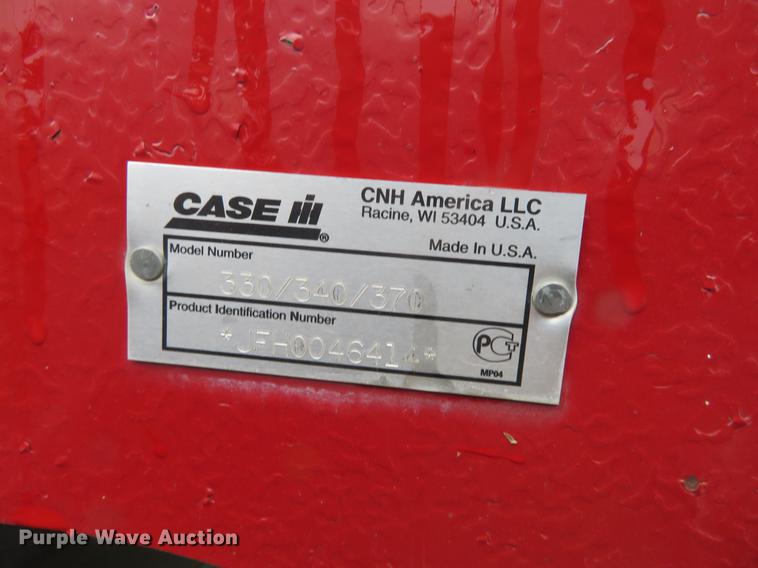 CASE IH ®
CNH America LLC
Racine, WI 53404 U.S.A.
Made In U.S.A.
Model Number
330/340/370
Product Identification Number
*JFH0046414*
PCT
MP04
Purple Wave Auction